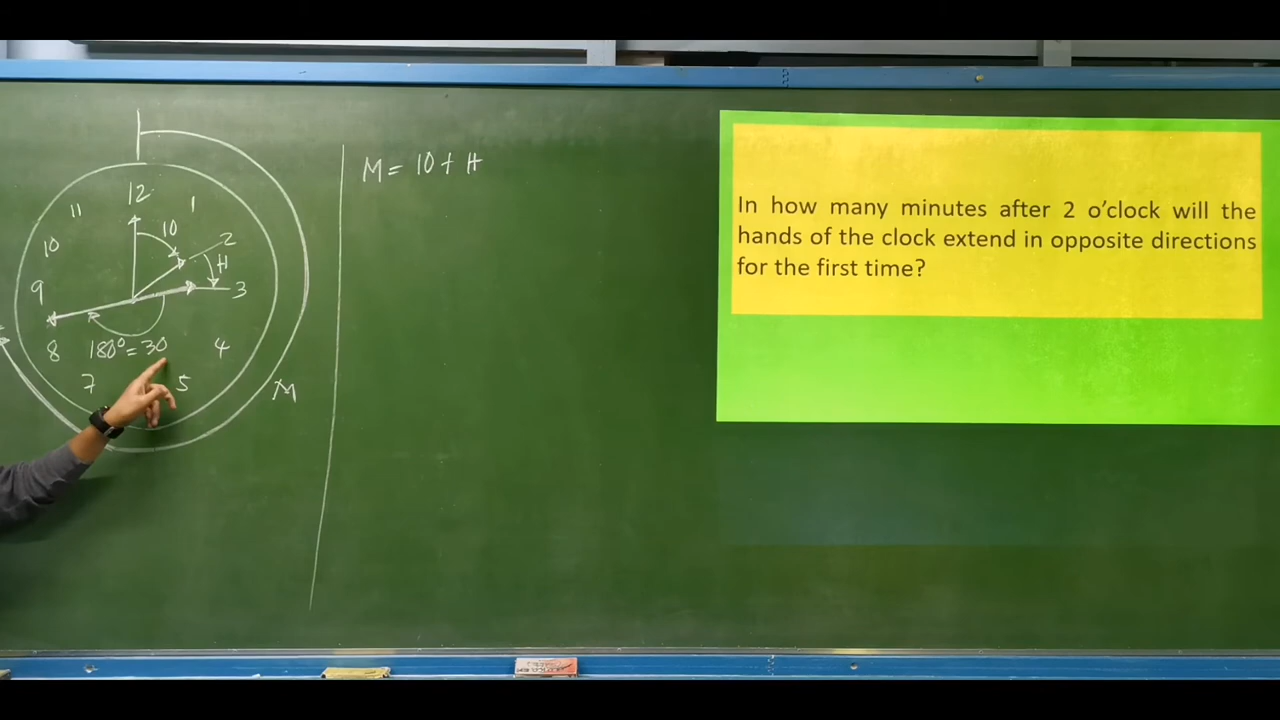 12
11
1
10
10
2
H
9
3
8
180° = 30
4
7
5
M
M = 10 + H
In how many minutes after 2 o’clock will the
hands of the clock extend in opposite directions
for the first time?